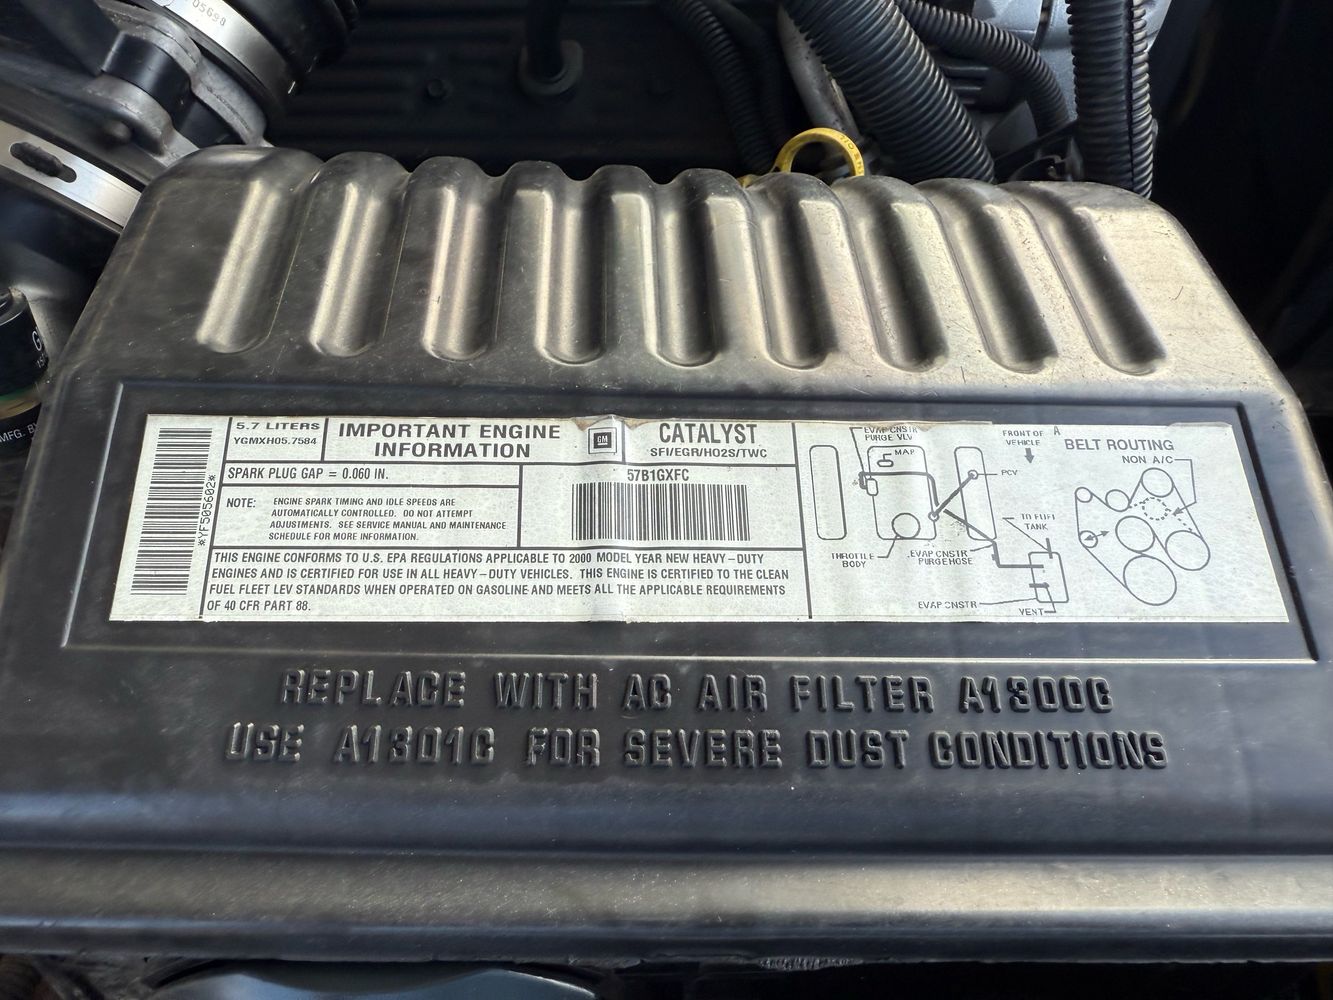 05698
5.7 LITERS
YGMXH05.7584
IMPORTANT ENGINE
INFORMATION
GM
CATALYST
SFI/EGR/HO2S/TWC
SPARK PLUG GAP = 0.060 IN.
57B1GXFC
NOTE: ENGINE SPARK TIMING AND IDLE SPEEDS ARE
AUTOMATICALLY CONTROLLED. DO NOT ATTEMPT
ADJUSTMENTS. SEE SERVICE MANUAL AND MAINTENANCE
SCHEDULE FOR MORE INFORMATION.
*YF505602*
THIS ENGINE CONFORMS TO U.S. EPA REGULATIONS APPLICABLE TO 2000 MODEL YEAR NEW HEAVY-DUTY
ENGINES AND IS CERTIFIED FOR USE IN ALL HEAVY-DUTY VEHICLES. THIS ENGINE IS CERTIFIED TO THE CLEAN
FUEL FLEET LEV STANDARDS WHEN OPERATED ON GASOLINE AND MEETS ALL THE APPLICABLE REQUIREMENTS
OF 40 CFR PART 88.
EVAP CNSTR
PURGE VLV
MAP
PCV
THROTTLE
BODY
EVAP CNSTR
PURGE HOSE
TO FUEL
TANK
EVAP CNSTR
VENT
FRONT OF
VEHICLE
A
BELT ROUTING
NON A/C
REPLACE WITH AC AIR FILTER A1300C
USE A1301C FOR SEVERE DUST CONDITIONS
MFG. BY